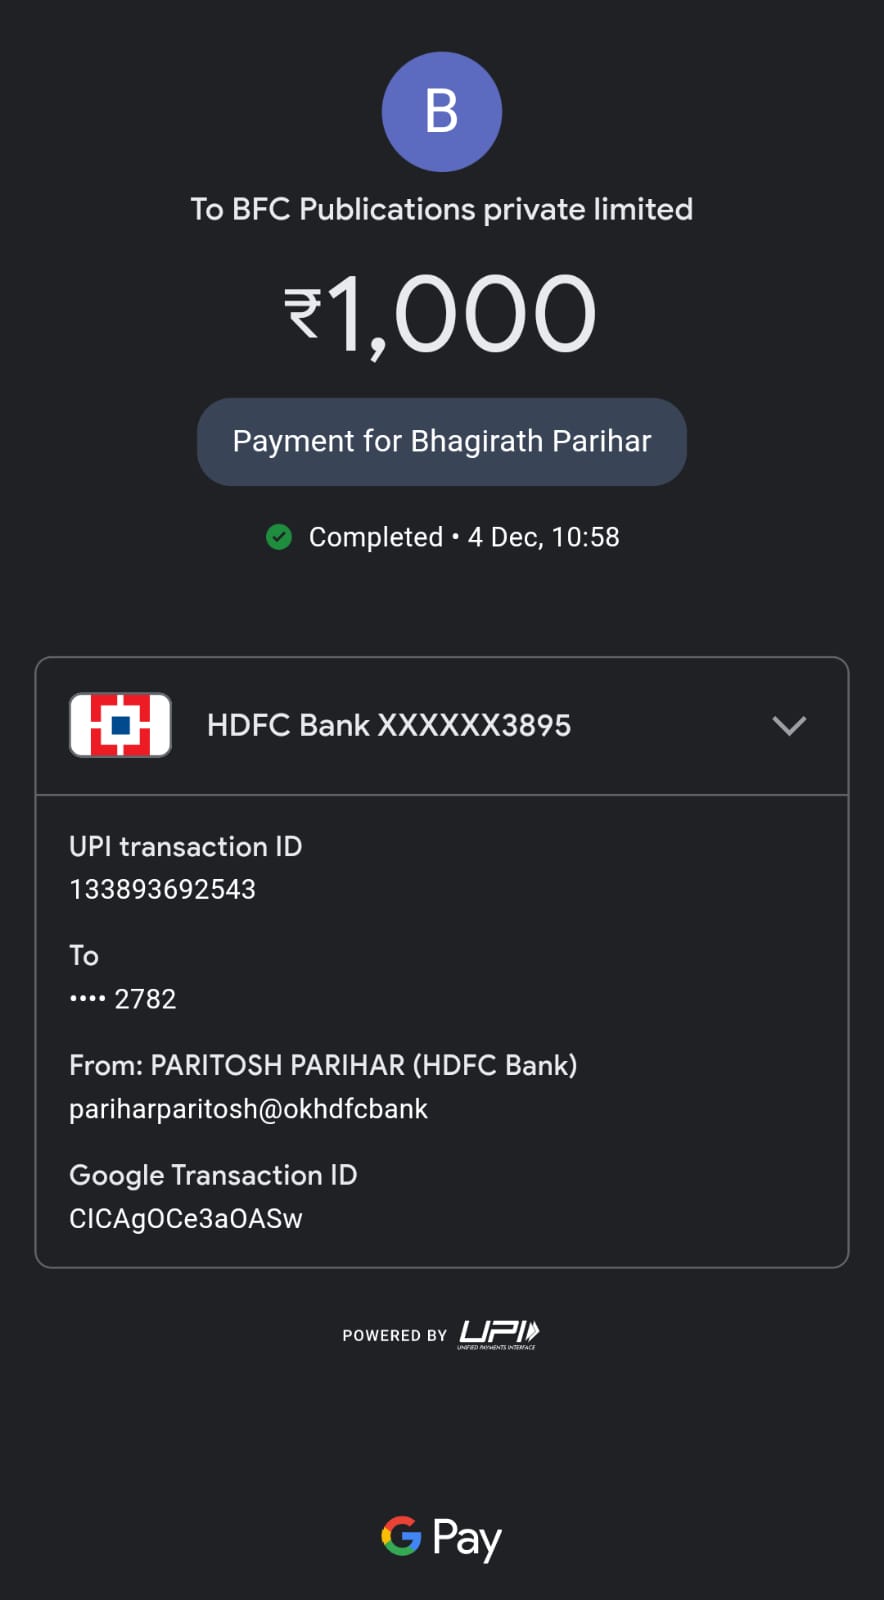 B
To BFC Publications private limited
₹1,000
Payment for Bhagirath Parihar
Completed • 4 Dec, 10:58
HDFC Bank XXXXXX3895
UPI transaction ID
133893692543
To
•••• 2782
From: PARITOSH PARIHAR (HDFC Bank)
pariharparitosh@okhdfcbank
Google Transaction ID
CICAgOCe3aOASw
POWERED BY UPI
UNIFIED PAYMENTS INTERFACE
G Pay